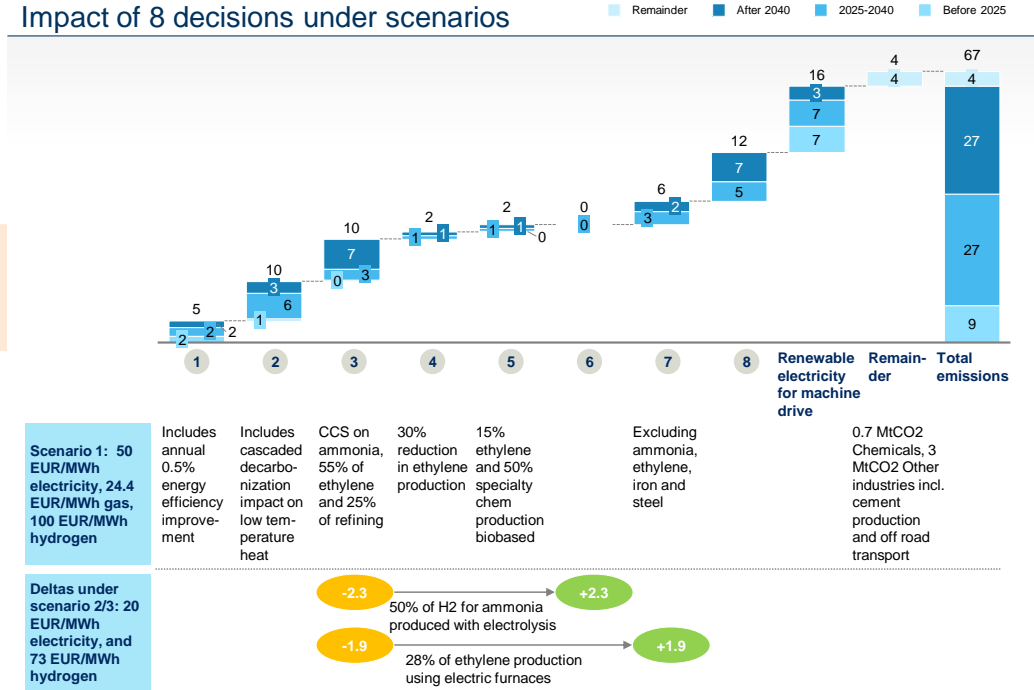 Impact of 8 decisions under scenarios
Remainder
After 2040
2025-2040
Before 2025
5
2
2
2
10
3
6
1
10
7
0
3
2
1
1
2
1
1
0
0
0
6
2
3
12
7
5
16
3
7
7
4
4
67
4
27
27
9
1
2
3
4
5
6
7
8
Renewable
electricity
for machine
drive
Remain-
der
Total
emissions
Scenario 1: 50
EUR/MWh
electricity, 24.4
EUR/MWh gas,
100 EUR/MWh
hydrogen
Includes
annual
0.5%
energy
efficiency
improve-
ment
Includes
cascaded
decarbo-
nization
impact on
low tem-
perature
heat
CCS on
ammonia,
55% of
ethylene
and 25%
of refining
30%
reduction
in ethylene
production
15%
ethylene
and 50%
specialty
chem
production
biobased
Excluding
ammonia,
ethylene,
iron and
steel
0.7 MtCO2
Chemicals, 3
MtCO2 Other
industries incl.
cement
production
and off road
transport
Deltas under
scenario 2/3: 20
EUR/MWh
electricity, and
73 EUR/MWh
hydrogen
-2.3
+2.3
50% of H2 for ammonia
produced with electrolysis
-1.9
+1.9
28% of ethylene production
using electric furnaces